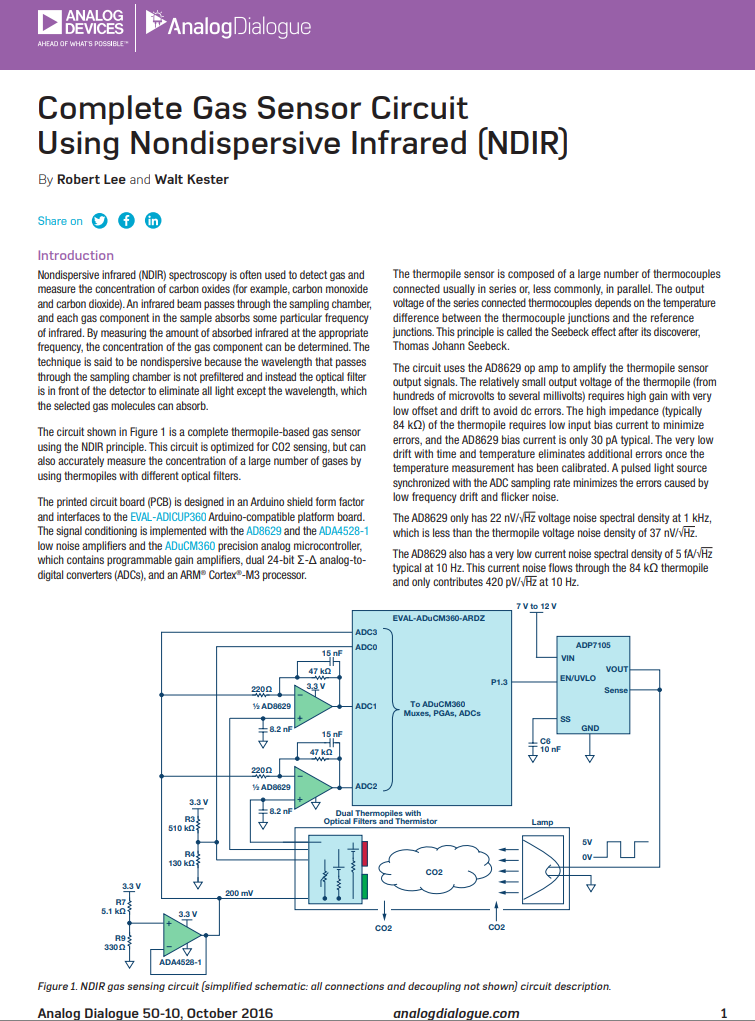 ANALOG
DEVICES
AHEAD OF WHAT'S POSSIBLE™
AnalogDialogue
Complete Gas Sensor Circuit
Using Nondispersive Infrared (NDIR)
By Robert Lee and Walt Kester
Share on
Introduction
Nondispersive infrared (NDIR) spectroscopy is often used to detect gas and
measure the concentration of carbon oxides (for example, carbon monoxide
and carbon dioxide). An infrared beam passes through the sampling chamber,
and each gas component in the sample absorbs some particular frequency
of infrared. By measuring the amount of absorbed infrared at the appropriate
frequency, the concentration of the gas component can be determined. The
technique is said to be nondispersive because the wavelength that passes
through the sampling chamber is not prefiltered and instead the optical filter
is in front of the detector to eliminate all light except the wavelength, which
the selected gas molecules can absorb.
The circuit shown in Figure 1 is a complete thermopile-based gas sensor
using the NDIR principle. This circuit is optimized for CO2 sensing, but can
also accurately measure the concentration of a large number of gases by
using thermopiles with different optical filters.
The printed circuit board (PCB) is designed in an Arduino shield form factor
and interfaces to the EVAL-ADICUP360 Arduino-compatible platform board.
The signal conditioning is implemented with the AD8629 and the ADA4528-1
low noise amplifiers and the ADuCM360 precision analog microcontroller,
which contains programmable gain amplifiers, dual 24-bit Σ-Δ analog-to-
digital converters (ADCs), and an ARM® Cortex®-M3 processor.
The thermopile sensor is composed of a large number of thermocouples
connected usually in series or, less commonly, in parallel. The output
voltage of the series connected thermocouples depends on the temperature
difference between the thermocouple junctions and the reference
junctions. This principle is called the Seebeck effect after its discoverer,
Thomas Johann Seebeck.
The circuit uses the AD8629 op amp to amplify the thermopile sensor
output signals. The relatively small output voltage of the thermopile (from
hundreds of microvolts to several millivolts) requires high gain with very
low offset and drift to avoid dc errors. The high impedance (typically
84 kΩ) of the thermopile requires low input bias current to minimize
errors, and the AD8629 bias current is only 30 pA typical. The very low
drift with time and temperature eliminates additional errors once the
temperature measurement has been calibrated. A pulsed light source
synchronized with the ADC sampling rate minimizes the errors caused by
low frequency drift and flicker noise.
The AD8629 only has 22 nV/√Hz voltage noise spectral density at 1 kHz,
which is less than the thermopile voltage noise density of 37 nV/√Hz.
The AD8629 also has a very low current noise spectral density of 5 fA/√Hz
typical at 10 Hz. This current noise flows through the 84 kΩ thermopile
and only contributes 420 pV/√Hz at 10 Hz.
7 V to 12 V
EVAL-ADuCM360-ARDZ
ADC3
ADC0
15 nF
47 kΩ
3.3 V
220Ω
½ AD8629
ADC1
8.2 nF
15 nF
47 kΩ
220Ω
½ AD8629
ADC2
8.2 nF
To ADuCM360
Muxes, PGAs, ADCs
P1.3
ADP7105
VIN
VOUT
EN/UVLO
Sense
SS
GND
C6
10 nF
3.3 V
R3
510 kΩ
R4
130 kΩ
Dual Thermopiles with
Optical Filters and Thermistor
Lamp
5V
0V
CO2
CO2
CO2
200 mV
3.3 V
R7
5.1 kΩ
R9
330Ω
3.3 V
ADA4528-1
Figure 1. NDIR gas sensing circuit (simplified schematic: all connections and decoupling not shown) circuit description.
Analog Dialogue 50-10, October 2016
analogdialogue.com
1